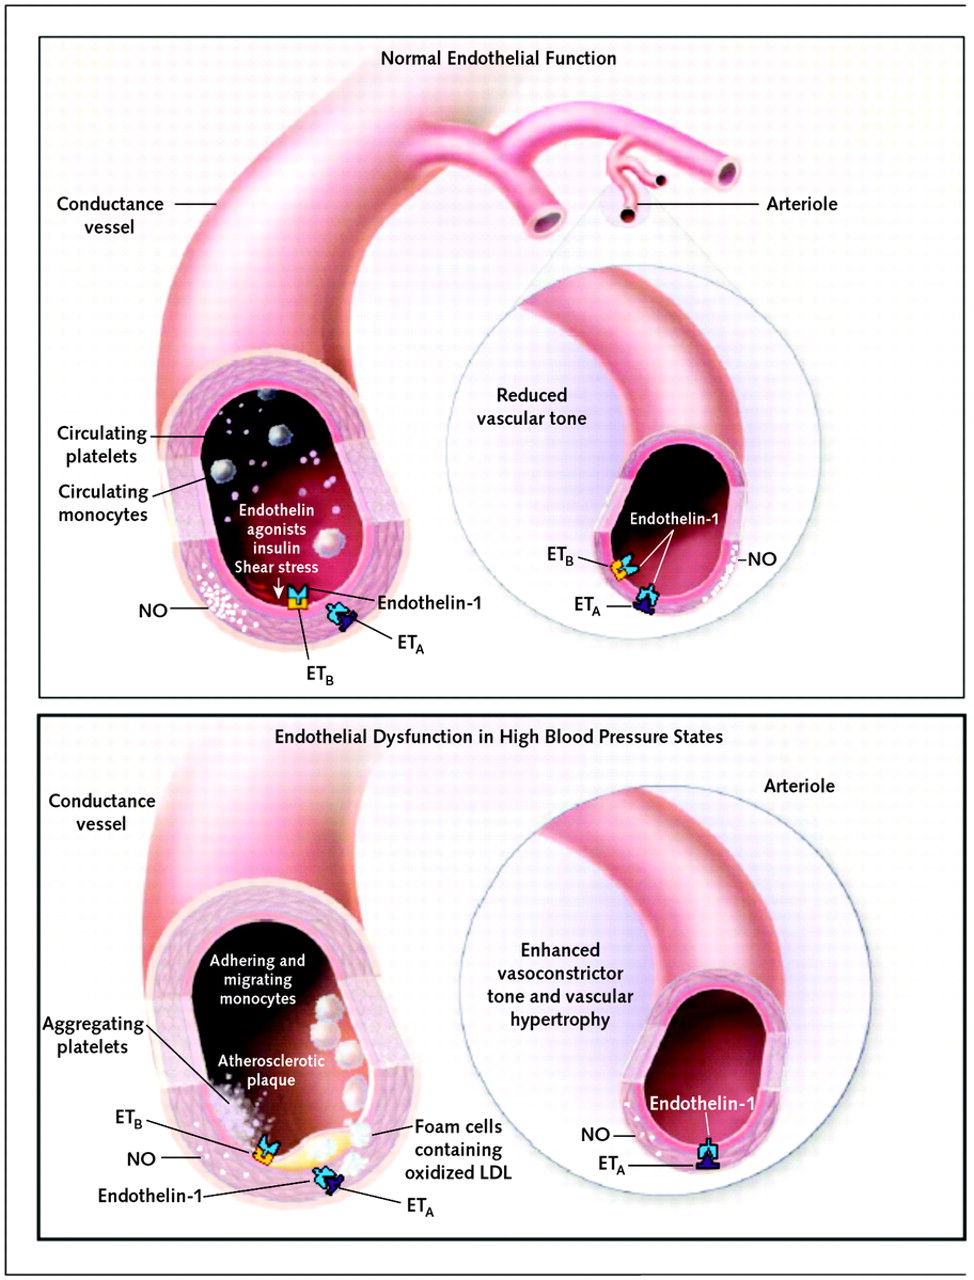 Normal Endothelial Function
Conductance
vessel
Arteriole
Reduced
vascular tone
Circulating
platelets
Circulating
monocytes
Endothelin
agonists
insulin
Shear stress
NO
Endothelin-1
ETA
ETB
Endothelin-1
ETB
ETA
NO
Endothelial Dysfunction in High Blood Pressure States
Conductance
vessel
Arteriole
Adhering and
migrating
monocytes
Aggregating
platelets
Atherosclerotic
plaque
ETB
NO
Endothelin-1
ETA
Foam cells
containing
oxidized LDL
Enhanced
vasoconstrictor
tone and vascular
hypertrophy
Endothelin-1
NO
ETA